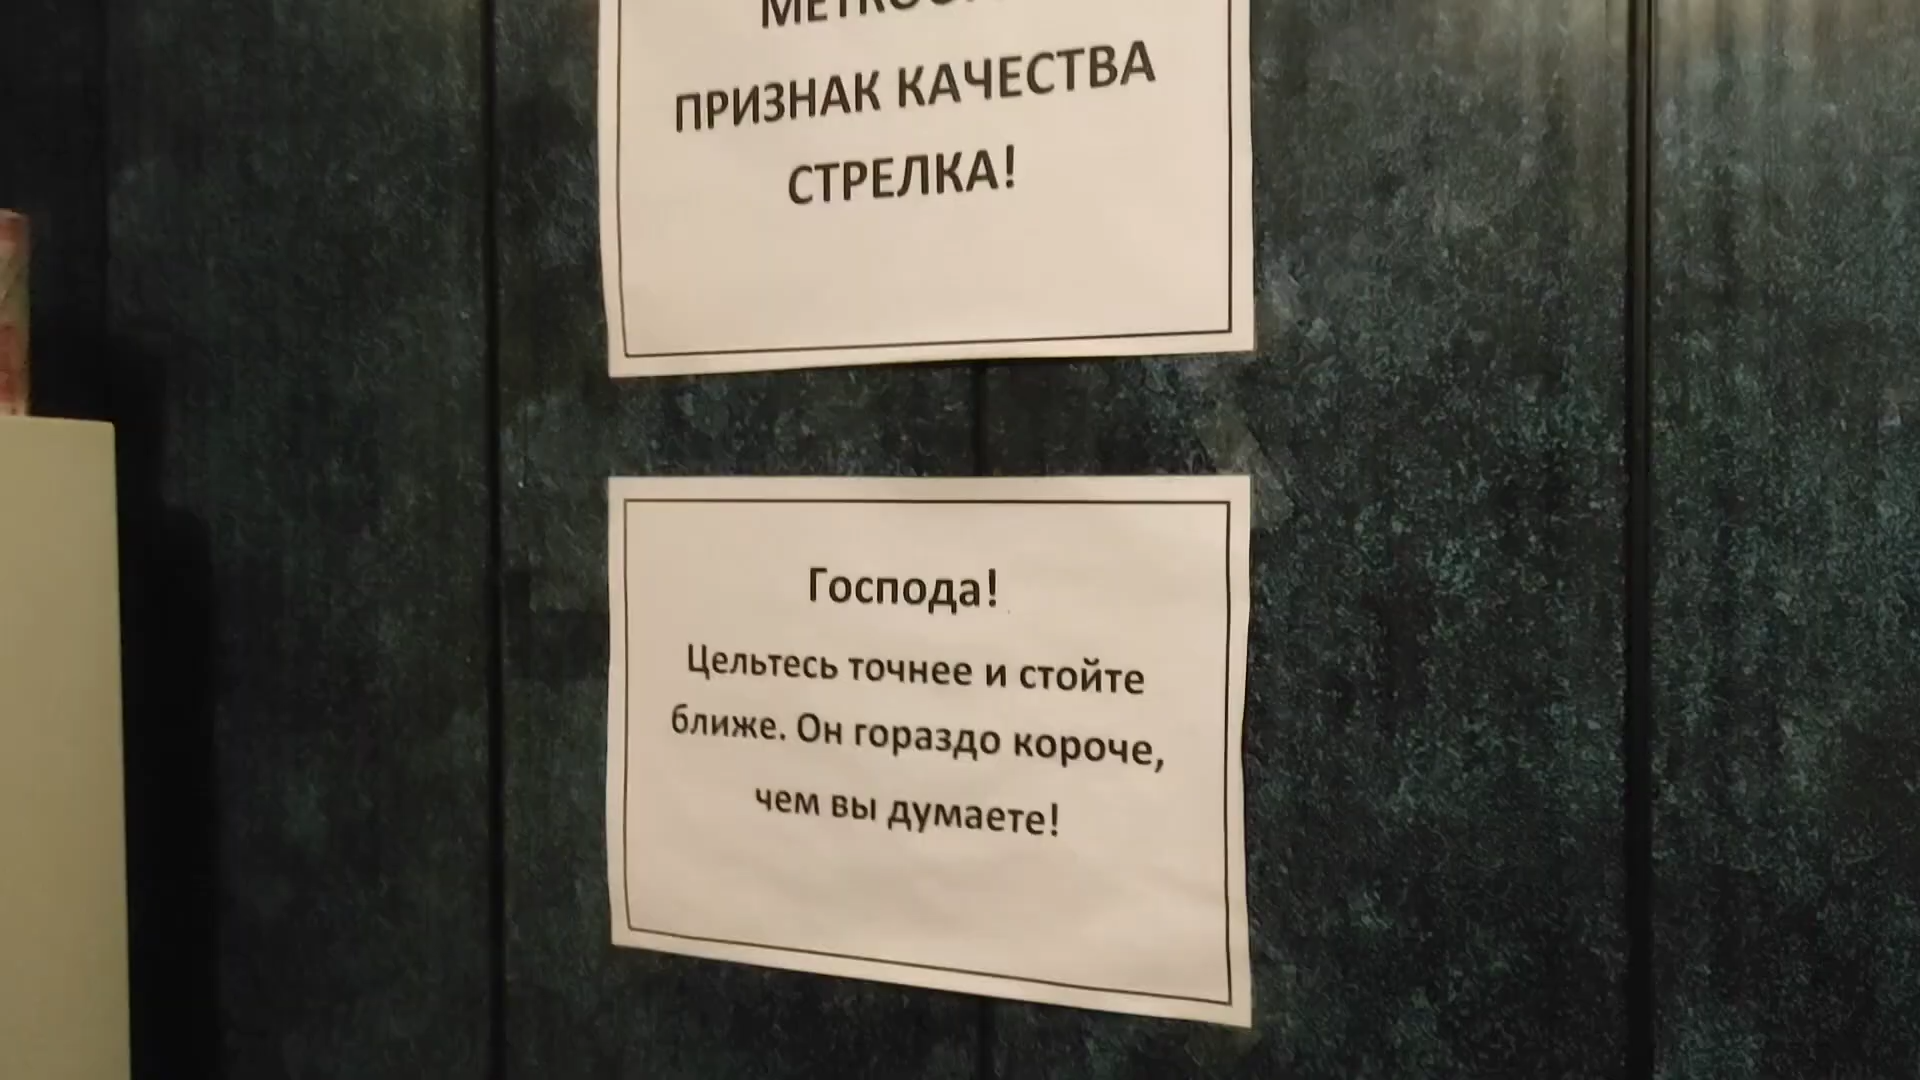 ПРИЗНАК КАЧЕСТВА
СТРЕЛКА!
Господа!
Цельтесь точнее и стойте
ближе. Он гораздо короче,
чем вы думаете!